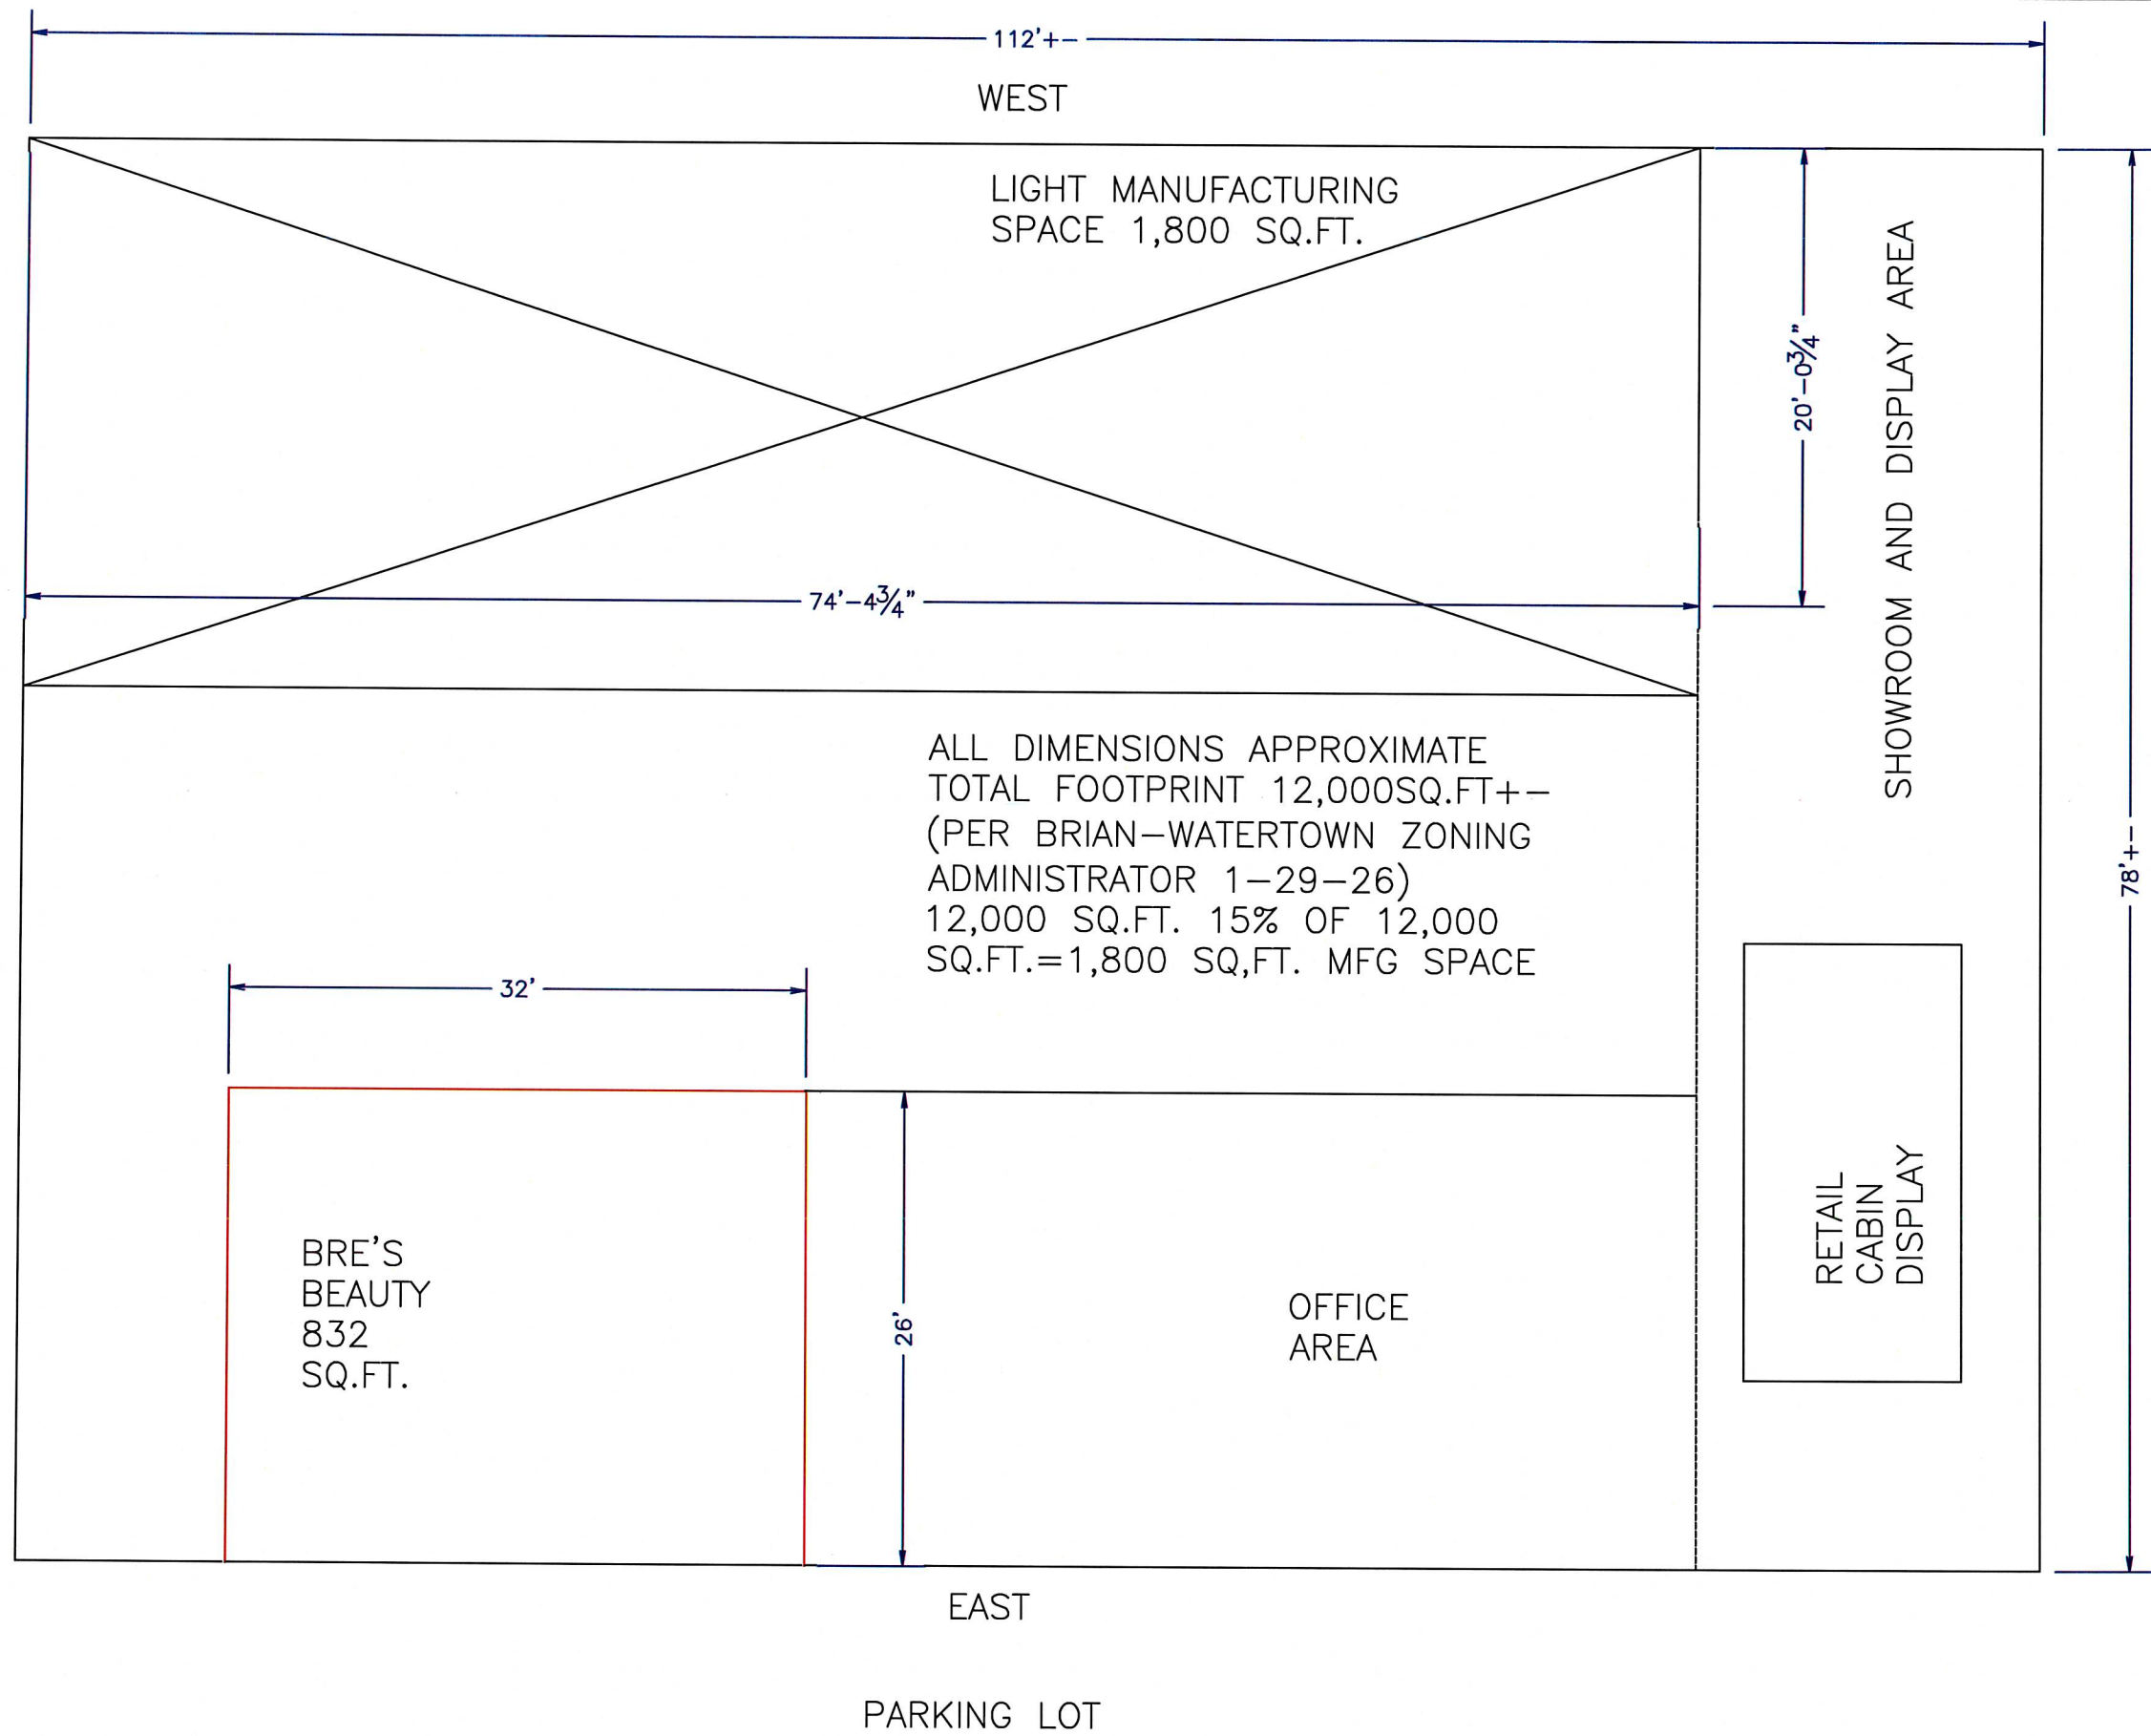 112'+-
WEST
LIGHT MANUFACTURING
SPACE 1,800 SQ.FT.
20'-0¾"
SHOWROOM AND DISPLAY AREA
74'-4¾"
ALL DIMENSIONS APPROXIMATE
TOTAL FOOTPRINT 12,000SQ.FT+-
(PER BRIAN-WATERTOWN ZONING
ADMINISTRATOR 1-29-26)
12,000 SQ.FT. 15% OF 12,000
SQ.FT.=1,800 SQ,FT. MFG SPACE
78'+-
32'
BRE'S
BEAUTY
832
SQ.FT.
26'
OFFICE
AREA
RETAIL
CABIN
DISPLAY
EAST
PARKING LOT